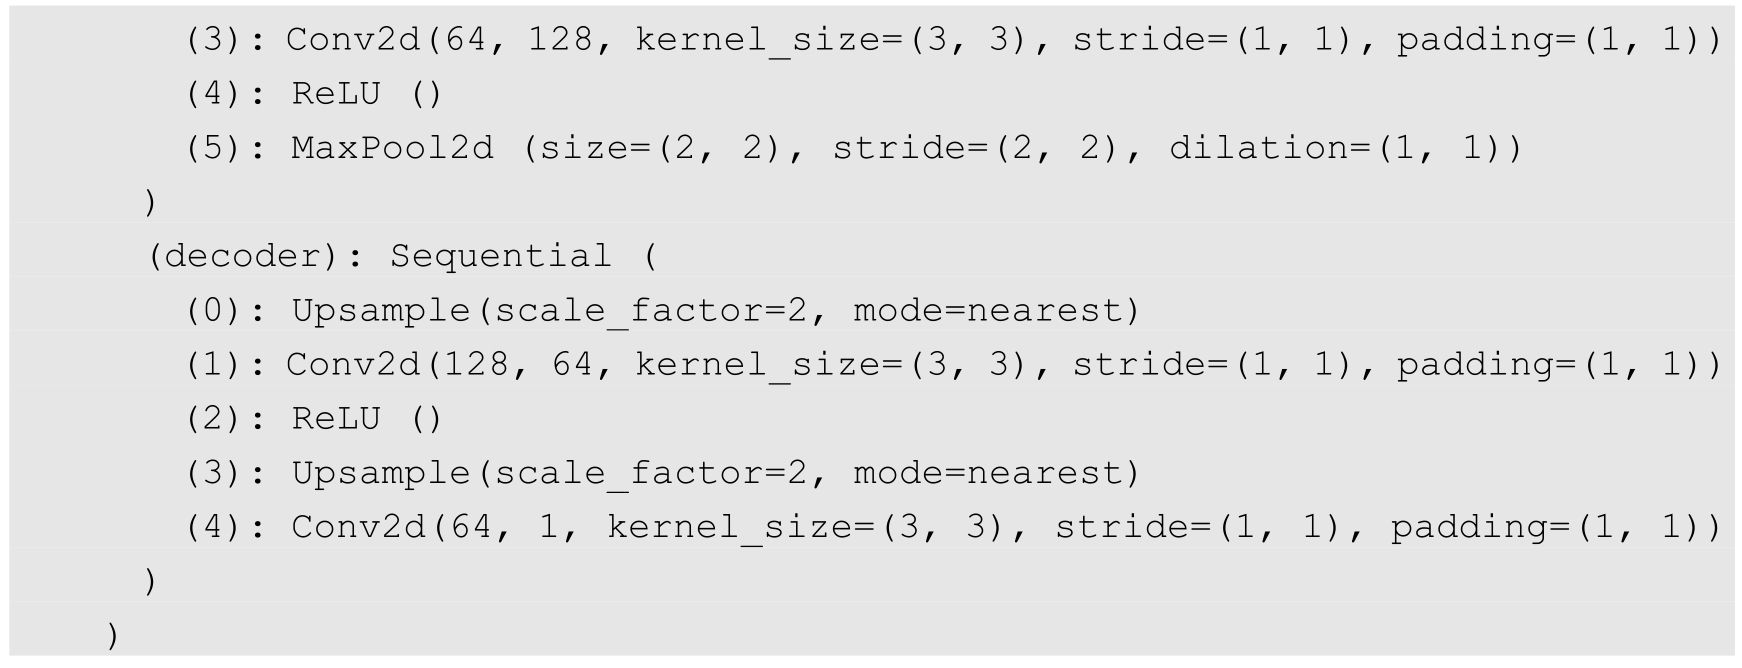 (3): Conv2d(64, 128, kernel_size=(3, 3), stride=(1, 1), padding=(1, 1))
(4): ReLU ()
(5): MaxPool2d (size=(2, 2), stride=(2, 2), dilation=(1, 1))
)
(decoder): Sequential (
(0): Upsample(scale_factor=2, mode=nearest)
(1): Conv2d(128, 64, kernel_size=(3, 3), stride=(1, 1), padding=(1, 1))
(2): ReLU ()
(3): Upsample(scale_factor=2, mode=nearest)
(4): Conv2d(64, 1, kernel_size=(3, 3), stride=(1, 1), padding=(1, 1))
)
)